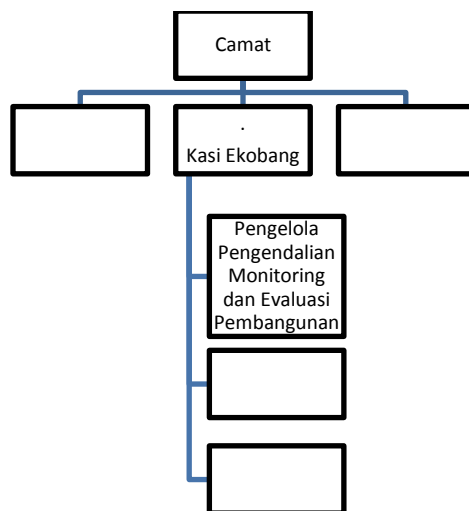 Camat
.
Kasi Ekobang
Pengelola
Pengendalian
Monitoring
dan Evaluasi
Pembangunan